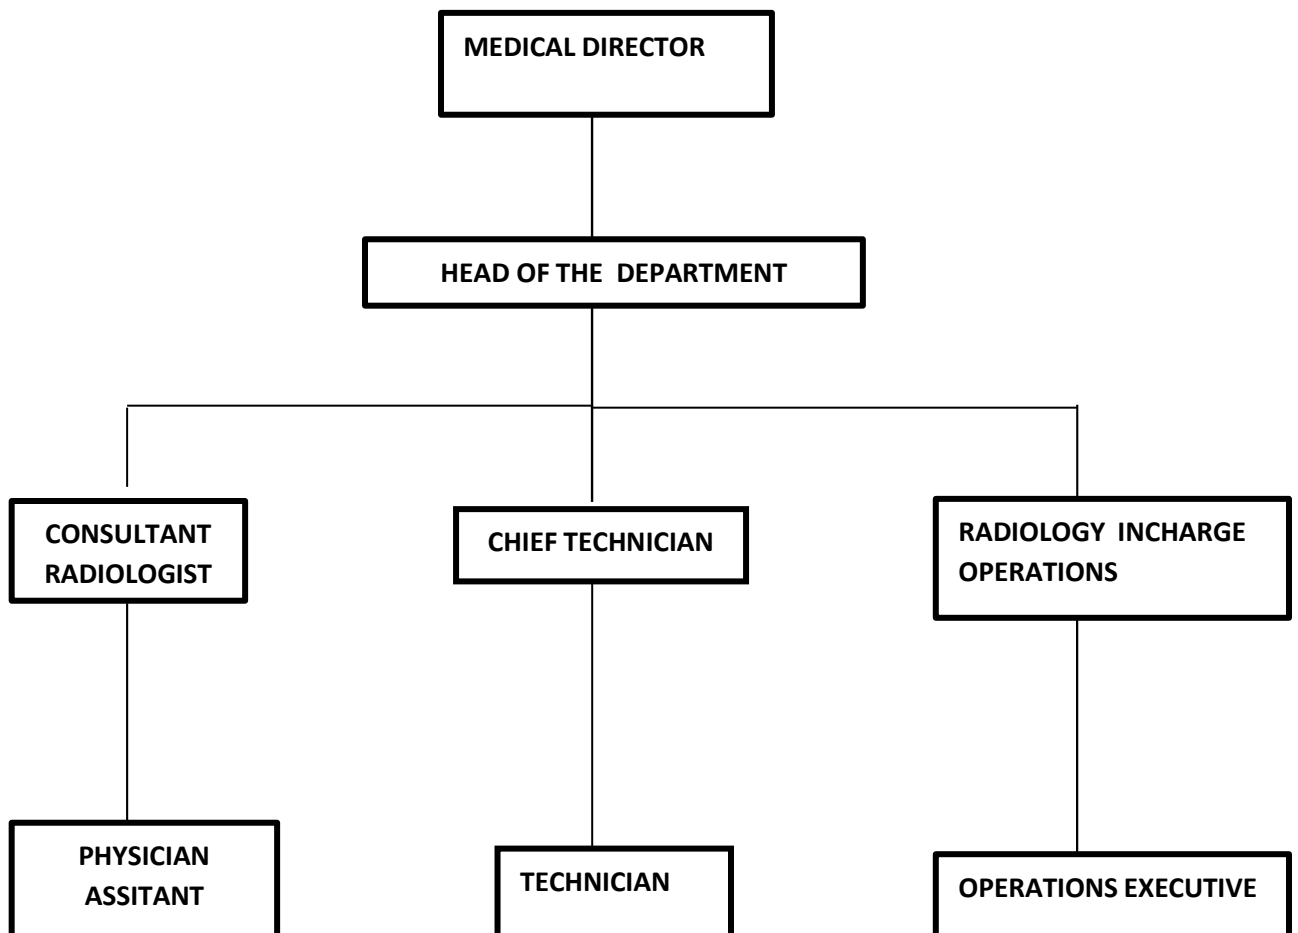 MEDICAL DIRECTOR
HEAD OF THE  DEPARTMENT
CONSULTANT
RADIOLOGIST
CHIEF TECHNICIAN
RADIOLOGY  INCHARGE
OPERATIONS
PHYSICIAN
ASSITANT
TECHNICIAN
OPERATIONS EXECUTIVE